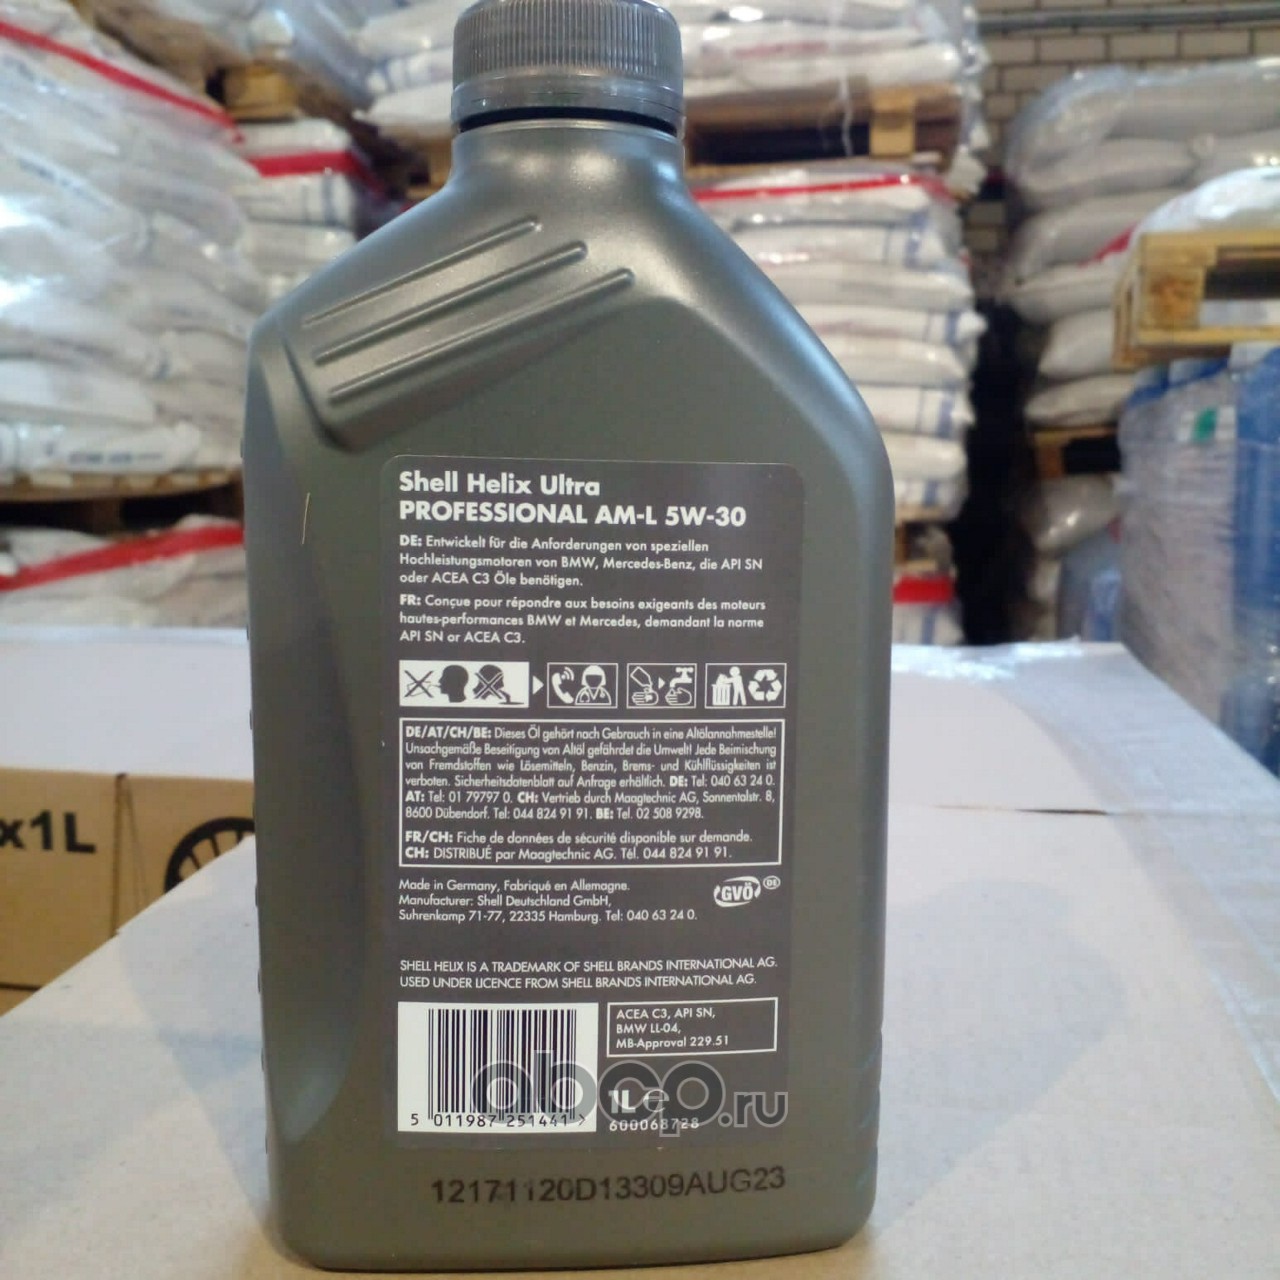 Shell Helix Ultra
PROFESSIONAL AM-L 5W-30
DE: Entwickelt für die Anforderungen von speziellen
Hochleistungsmotoren von BMW, Mercedes-Benz, die API SN
oder ACEA C3 Öle benötigen.
FR: Conçue pour répondre aux besoins exigeants des moteurs
hautes-performances BMW et Mercedes, demandant la norme
API SN or ACEA C3.
DE/AT/CH/BE: Dieses Öl gehört nach Gebrauch in eine Altölannahmestelle!
Unsachgemäße Beseitigung von Altöl gefährdet die Umwelt! Jede Beimischung
von Fremdstoffen wie Lösemitteln, Benzin, Brems- und Kühlflüssigkeiten ist
verboten. Sicherheitsdatenblatt auf Anfrage erhältlich. DE: Tel: 040 63 24 0.
AT: Tel: 01 79797 0. CH: Vertrieb durch Maagtechnic AG, Sonnentalstr. 8,
8600 Dübendorf. Tel: 044 824 91 91. BE: Tel. 02 508 9298.
FR/CH: Fiche de données de sécurité disponible sur demande.
CH: DISTRIBUÉ par Maagtechnic AG. Tél. 044 824 91 91.
Made in Germany, Fabriqué en Allemagne.
Manufacturer: Shell Deutschland GmbH,
Suhrenkamp 71-77, 22335 Hamburg. Tel: 040 63 24 0.
GVÖ DE
SHELL HELIX IS A TRADEMARK OF SHELL BRANDS INTERNATIONAL AG.
USED UNDER LICENCE FROM SHELL BRANDS INTERNATIONAL AG.
ACEA C3, API SN,
BMW LL-04,
MB-Approval 229.51
1L e
5 011987 251441 >
600068728
abcp.ru
12171120D13309AUG23
x1L